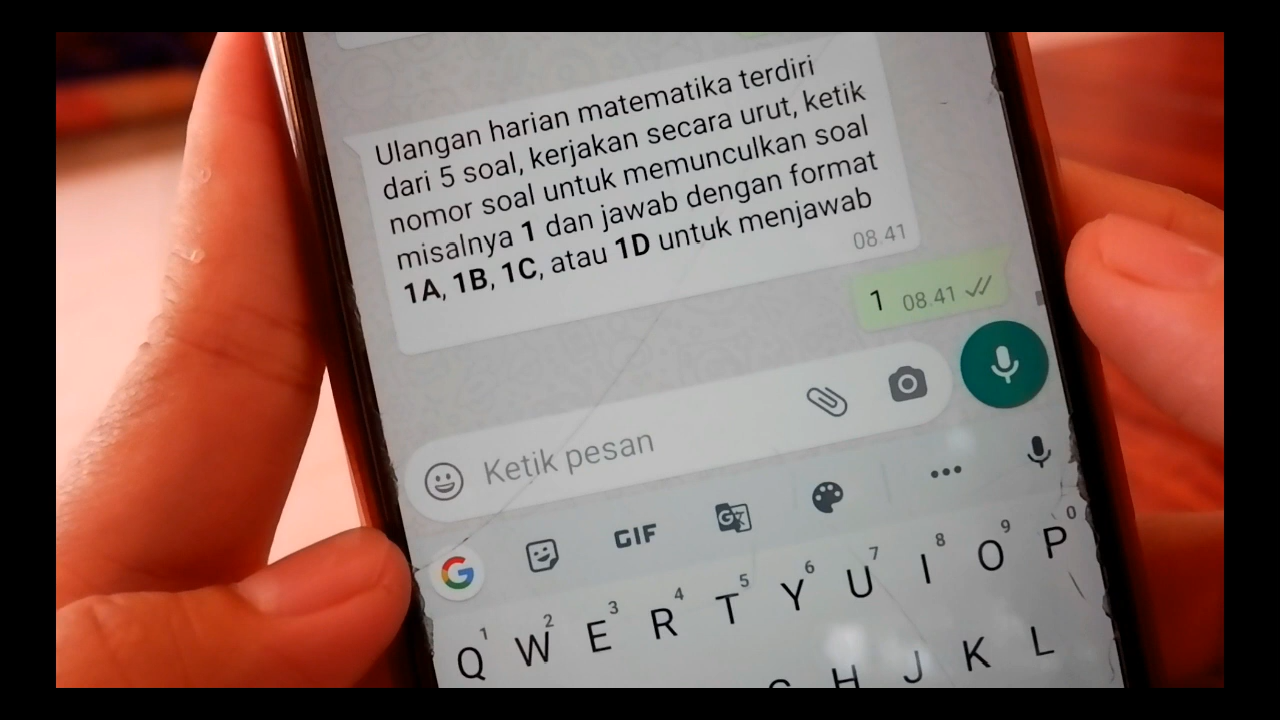 Ulangan harian matematika terdiri
dari 5 soal, kerjakan secara urut, ketik
nomor soal untuk memunculkan soal
misalnya 1 dan jawab dengan format
1A, 1B, 1C, atau 1D untuk menjawab
08.41
1 08.41
Ketik pesan
G GIF G
1 2 3 4 5 6 7 8 9 0
Q W E R T Y U I O P
G H J K L